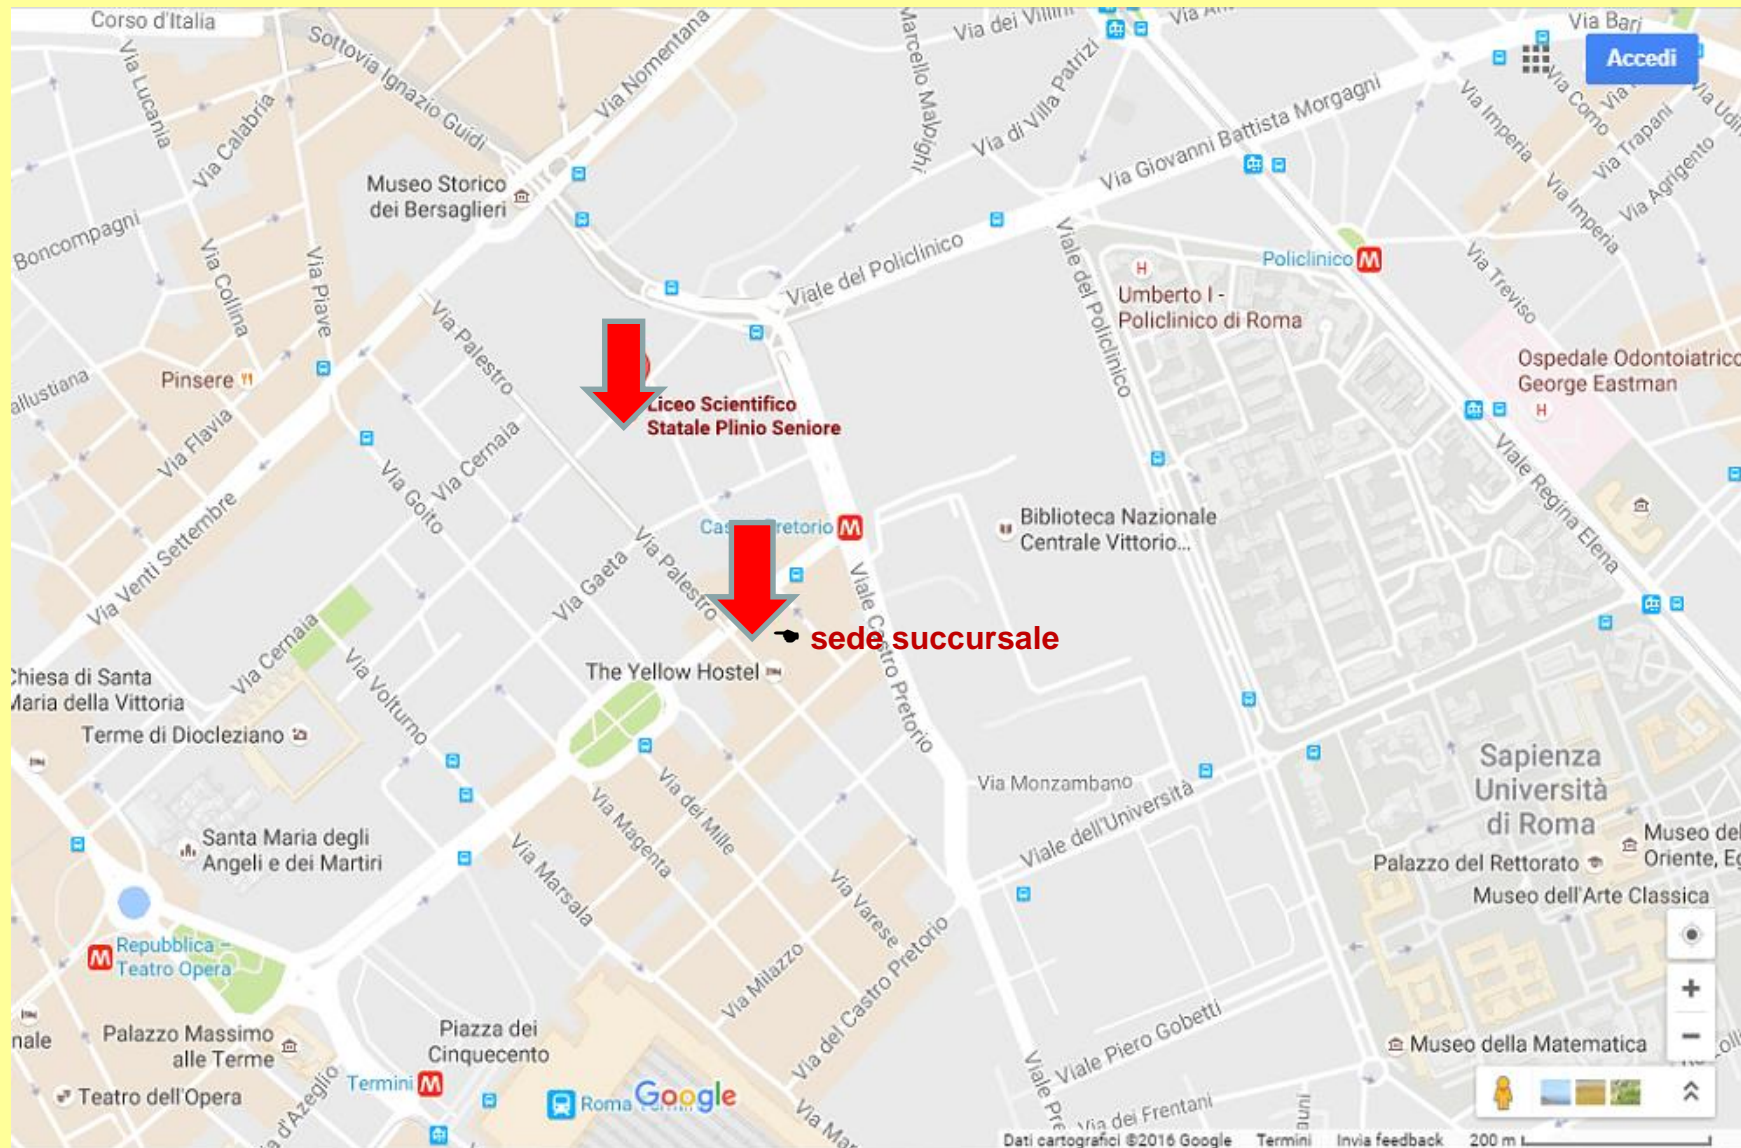 Corso d'Italia
Via Lucania
Via Calabria
Sottovia Ignazio Guidi
Via Nomentana
Marcello Malpighi
Via dei Villini
Via di Villa Patrizi
Via Bari
Accedi
Via Imperia
Via Como
Via Trapani
Via Agrigento
Via Imperia
Via Giovanni Battista Morgagni
Museo Storico
dei Bersaglieri
Boncompagni
Via Collina
Via Piave
Viale del Policlinico
Viale del Policlinico
Policlinico
Via Treviso
H
Umberto I -
Policlinico di Roma
Ospedale Odontoiatrico
George Eastman
H
Pinsere
allustiana
Via Flavia
Via Palestro
Liceo Scientifico
Statale Plinio Seniore
Via Cernaia
Via Goito
Via Venti Settembre
Viale Regina Elena
Biblioteca Nazionale
Centrale Vittorio...
Via Gaeta
Via Palestro
Viale Castro Pretorio
sede succursale
The Yellow Hostel
Via Cernaia
Via Volturno
Chiesa di Santa
Maria della Vittoria
Terme di Diocleziano
Santa Maria degli
Angeli e dei Martiri
Via Magenta
Via dei Mille
Via Marsala
Via Varese
Via Milazzo
Via del Castro Pretorio
Via Monzambano
Viale dell'Università
Sapienza
Università
di Roma
Palazzo del Rettorato
Museo del
Oriente, Eg
Museo dell'Arte Classica
Repubblica -
Teatro Opera
nale
Palazzo Massimo
alle Terme
Teatro dell'Opera
d'Azeglio
Piazza dei
Cinquecento
Termini
Roma
Google
Viale Piero Gobetti
Via dei Frentani
Museo della Matematica
Dati cartografici ©2016 Google Termini Invia feedback 200 m